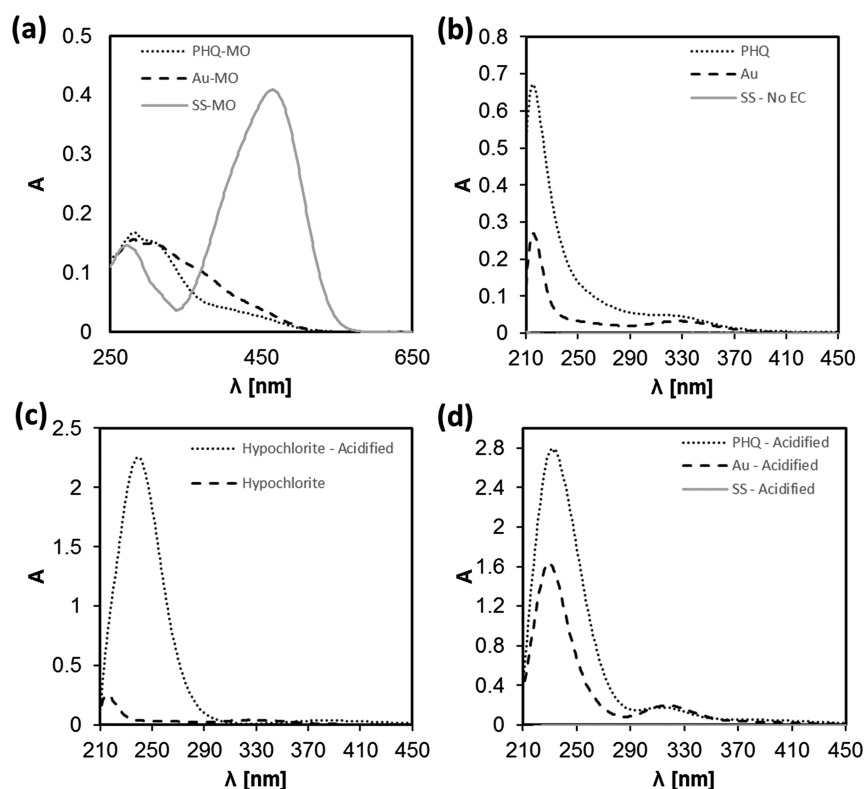 (a)
0.5
0.4
0.3
0.2
0.1
0
A
PHQ-MO
Au-MO
SS-MO
250
450
650
λ [nm]
(b)
0.8
0.7
0.6
0.5
0.4
0.3
0.2
0.1
0
A
PHQ
Au
SS - No EC
210
250
290
330
370
410
450
λ [nm]
(c)
2.5
2
1.5
1
0.5
0
A
Hypochlorite - Acidified
Hypochlorite
210
250
290
330
370
410
450
λ [nm]
(d)
2.8
2.4
2
1.6
1.2
0.8
0.4
0
A
PHQ - Acidified
Au - Acidified
SS - Acidified
210
250
290
330
370
410
450
λ [nm]